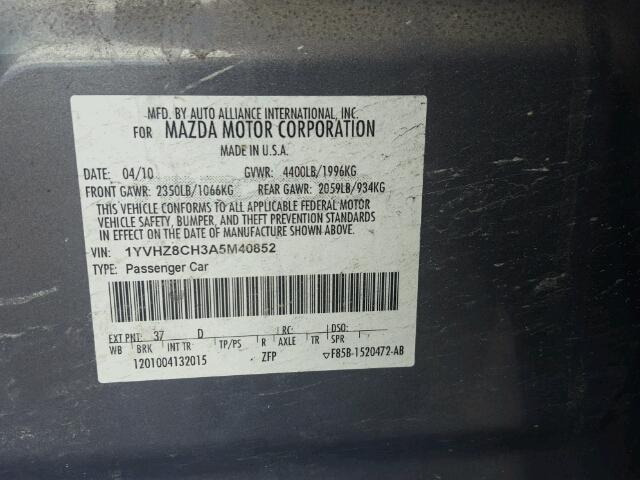 MFD. BY AUTO ALLIANCE INTERNATIONAL, INC.
FOR MAZDA MOTOR CORPORATION
MADE IN U.S.A.
DATE: 04/10 GVWR: 4400LB/1996KG
FRONT GAWR: 2350LB/1066KG REAR GAWR: 2059LB/934KG
THIS VEHICLE CONFORMS TO ALL APPLICABLE FEDERAL MOTOR
VEHICLE SAFETY, BUMPER, AND THEFT PREVENTION STANDARDS
IN EFFECT ON THE DATE OF MANUFACTURE SHOWN ABOVE.
VIN: 1YVHZ8CH3A5M40852
TYPE: Passenger Car
EXT PNT: 37 D RC: DSO:
WB BRK INT TR TP/PS R AXLE TR SPR
1201004132015 ZFP ▽F85B-1520472-AB